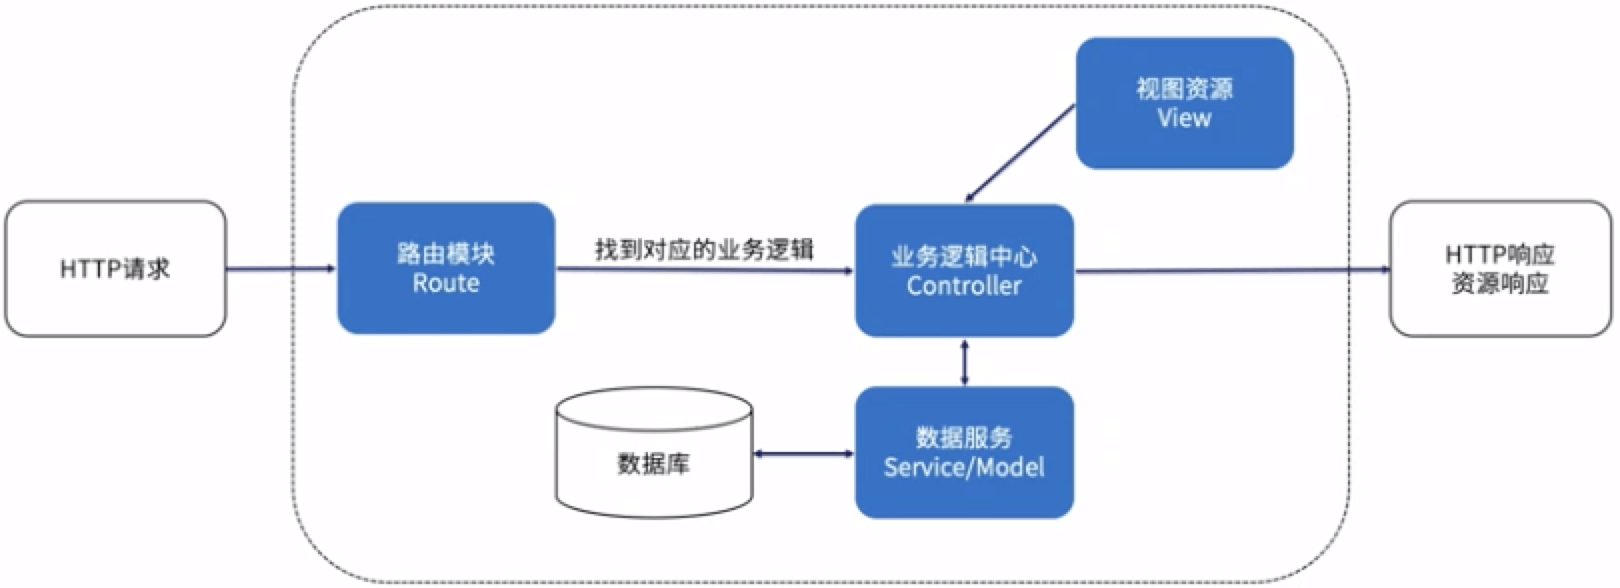 视图资源
View
HTTP请求
路由模块
Route
找到对应的业务逻辑
业务逻辑中心
Controller
HTTP响应
资源响应
数据库
数据服务
Service/Model